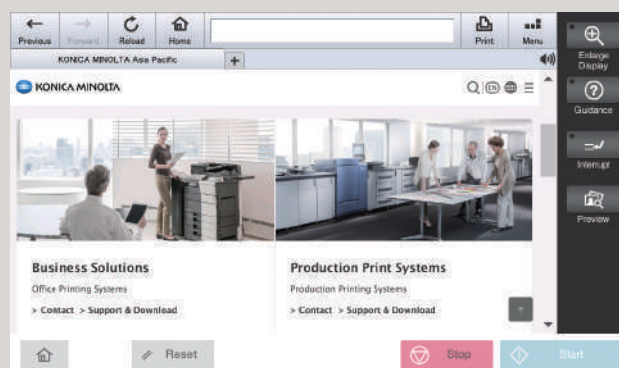 Previous Forward Reload Home Print Menu
KONICA MINOLTA Asia Pacific +
KONICA MINOLTA EN
Business Solutions
Office Printing Systems
> Contact > Support & Download
Production Print Systems
Production Printing Systems
> Contact > Support & Download
Enlarge
Display
Guidance
Interrupt
Preview
Reset Stop Start